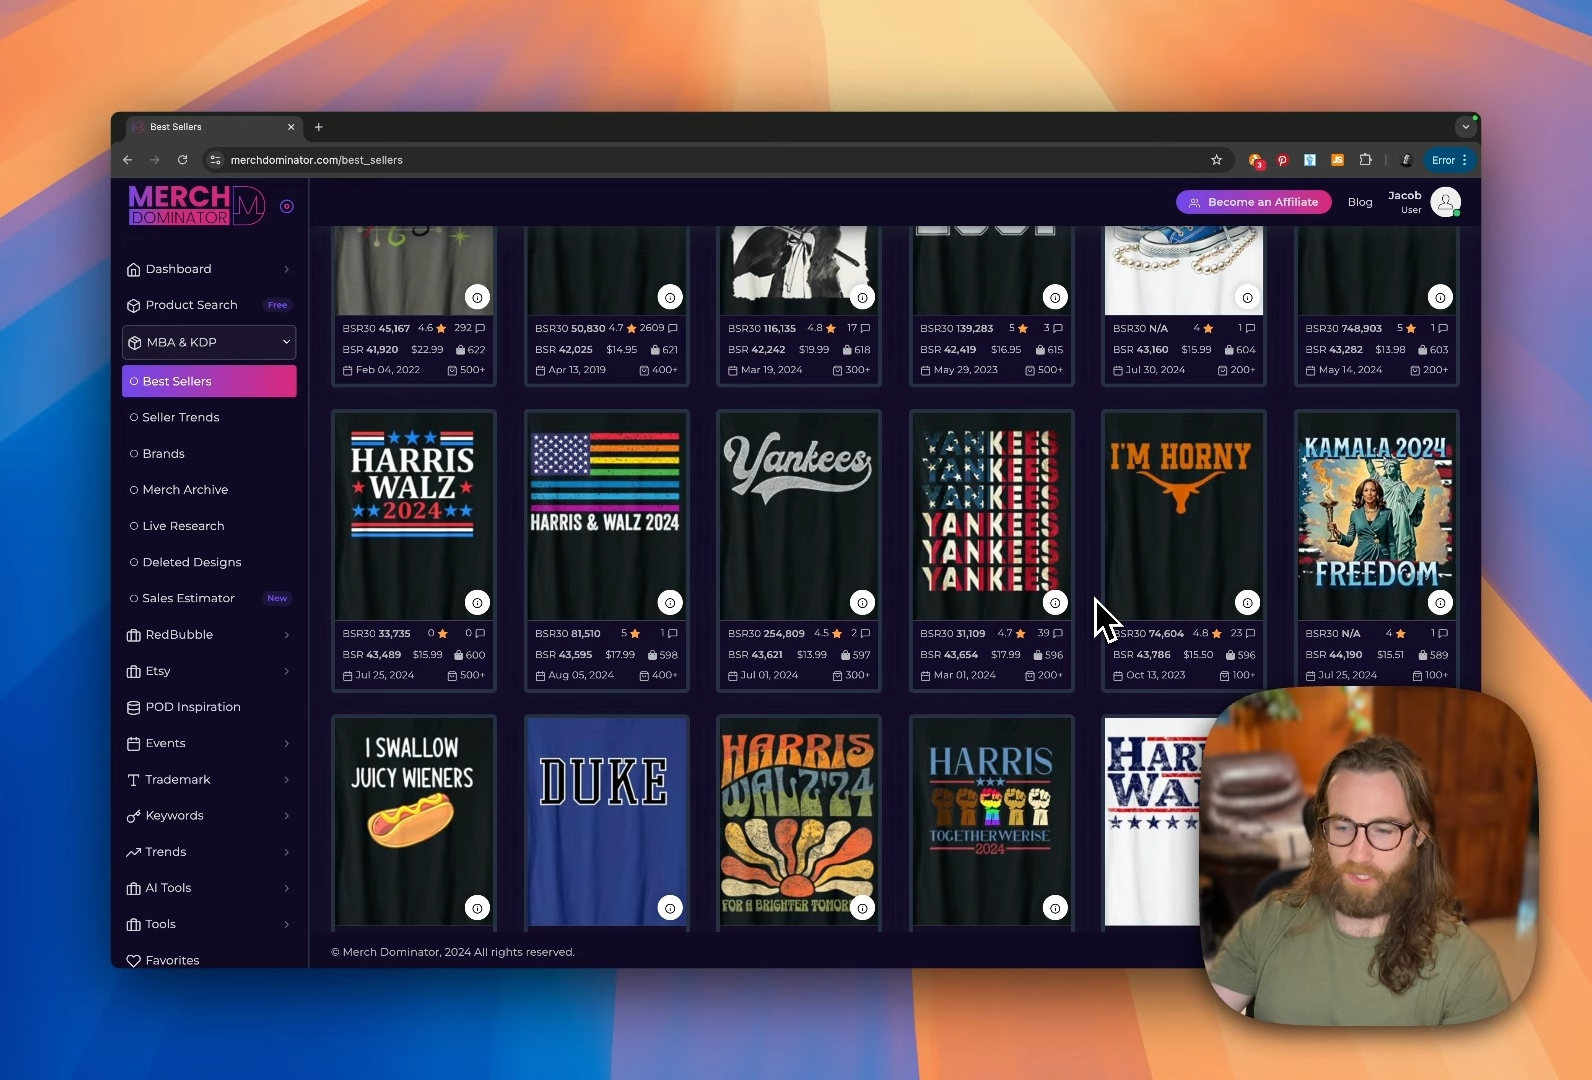 Best Sellers
merchdominator.com/best_sellers
3
JS
Error
MERCH
DOMINATOR
Become an Affiliate
Blog
Jacob
User
Dashboard
Product Search Free
MBA & KDP
Best Sellers
Seller Trends
Brands
Merch Archive
Live Research
Deleted Designs
Sales Estimator New
RedBubble
Etsy
POD Inspiration
Events
Trademark
Keywords
Trends
AI Tools
Tools
Favorites
BSR30 45,167 4.6 292
BSR 41,920 $22.99 622
Feb 04, 2022 500+
BSR30 50,830 4.7 2609
BSR 42,025 $14.95 621
Apr 13, 2019 400+
BSR30 116,135 4.8 17
BSR 42,242 $19.99 618
Mar 19, 2024 300+
BSR30 139,283 5 3
BSR 42,419 $16.95 615
May 29, 2023 500+
BSR30 N/A 4 1
BSR 43,160 $15.99 604
Jul 30, 2024 200+
BSR30 748,903 5 1
BSR 43,282 $13.98 603
May 14, 2024 200+
HARRIS
WALZ
2024
BSR30 33,735 0 0
BSR 43,489 $15.99 600
Jul 25, 2024 500+
HARRIS & WALZ 2024
BSR30 81,510 5 1
BSR 43,595 $17.99 598
Aug 05, 2024 400+
Yankees
BSR30 254,809 4.5 2
BSR 43,621 $13.99 597
Jul 01, 2024 300+
YANKEES
YANKEES
YANKEES
YANKEES
YANKEES
YANKEES
BSR30 31,109 4.7 39
BSR 43,654 $17.99 596
Mar 01, 2024 200+
I'M HORNY
BSR30 74,604 4.8 23
BSR 43,786 $15.50 596
Oct 13, 2023 100+
KAMALA 2024
FREEDOM
BSR30 N/A 4 1
BSR 44,190 $15.51 589
Jul 25, 2024 100+
I SWALLOW
JUICY WIENERS
DUKE
HARRIS
WALZ'24
FOR A BRIGHTER
HARRIS
TOGETHERWERISE
2024
© Merch Dominator, 2024 All rights reserved.